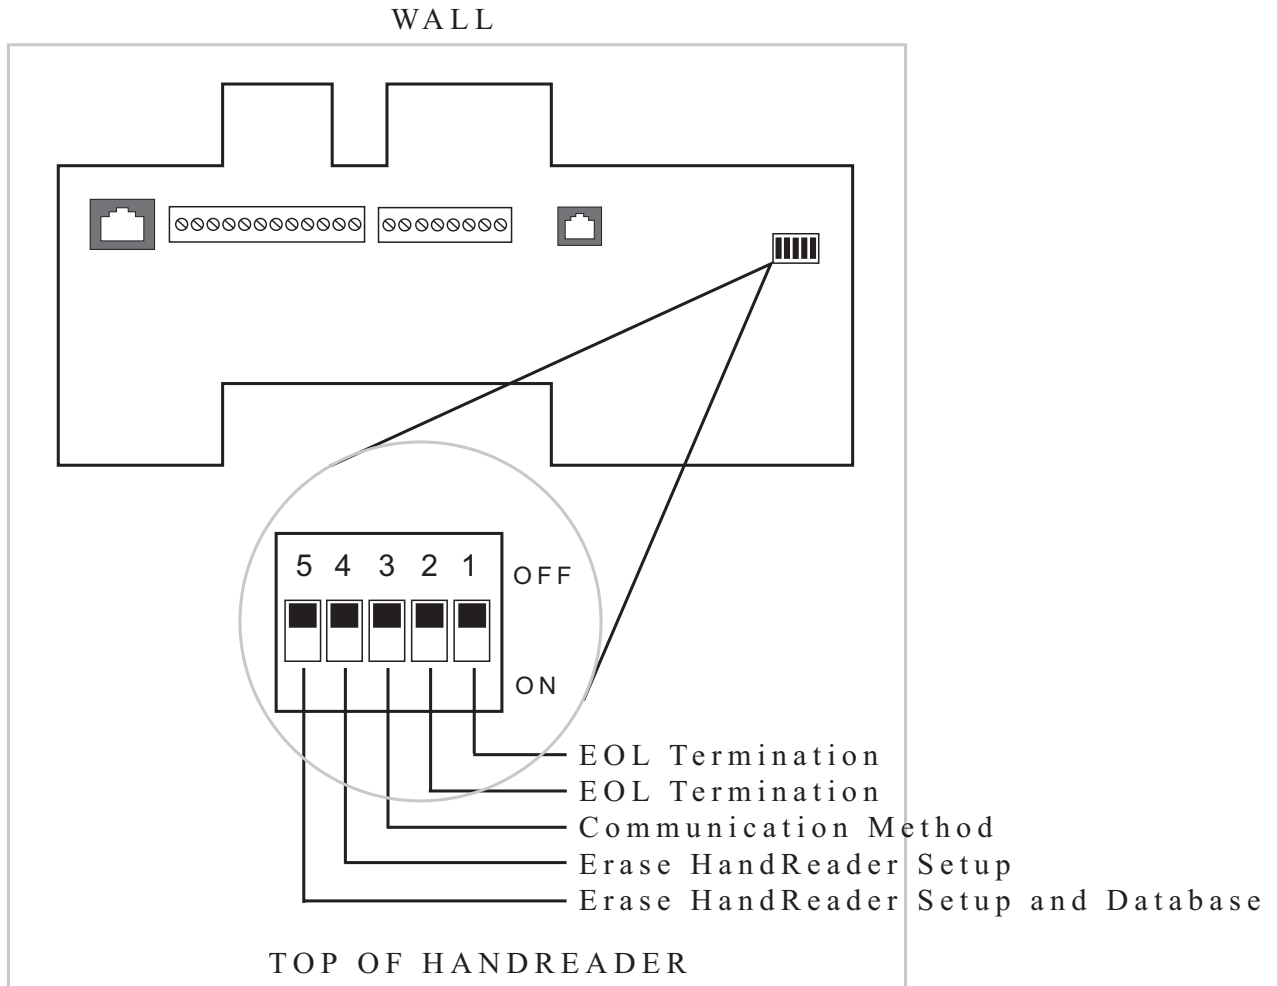 WALL
5 4 3 2 1
OFF
ON
EOL Termination
EOL Termination
Communication Method
Erase HandReader Setup
Erase HandReader Setup and Database
TOP OF HANDREADER